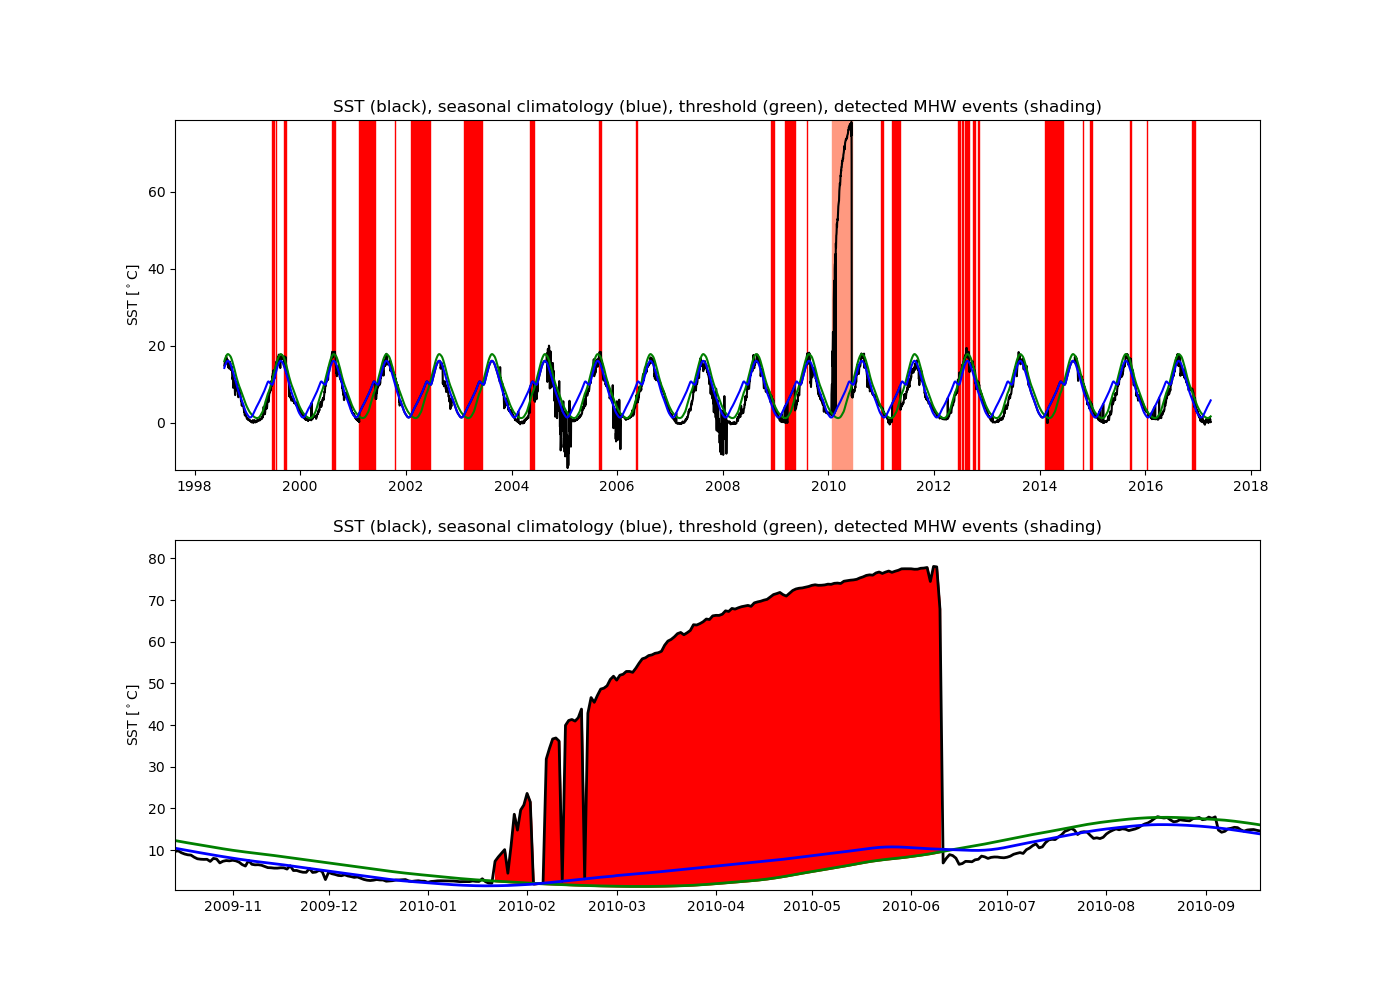 SST (black), seasonal climatology (blue), threshold (green), detected MHW events (shading)
SST [°C]
60
40
20
0
1998 2000 2002 2004 2006 2008 2010 2012 2014 2016 2018
SST (black), seasonal climatology (blue), threshold (green), detected MHW events (shading)
SST [°C]
80
70
60
50
40
30
20
10
2009-11 2009-12 2010-01 2010-02 2010-03 2010-04 2010-05 2010-06 2010-07 2010-08 2010-09